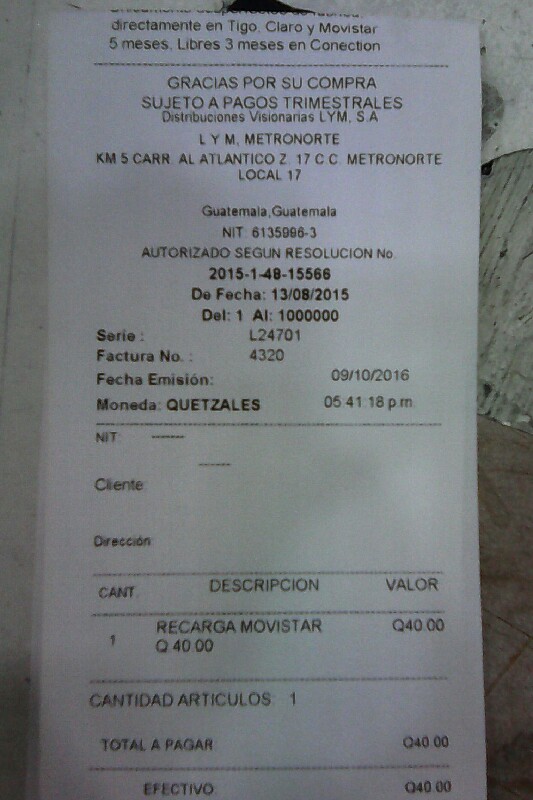 directamente en Tigo, Claro y Movistar
5 meses, Libres 3 meses en Conection
GRACIAS POR SU COMPRA
SUJETO A PAGOS TRIMESTRALES
Distribuciones Visionarias LYM, S.A
L Y M, METRONORTE
KM 5 CARR. AL ATLANTICO Z. 17 C.C. METRONORTE
LOCAL 17
Guatemala,Guatemala
NIT: 6135996-3
AUTORIZADO SEGUN RESOLUCION No.
2015-1-48-15566
De Fecha: 13/08/2015
Del: 1 Al: 1000000
Serie : L24701
Factura No. : 4320
Fecha Emisión: 09/10/2016
Moneda: QUETZALES 05:41:18 p.m.
NIT: -------
------
Cliente:
Dirección:
CANT. DESCRIPCION VALOR
1 RECARGA MOVISTAR Q40.00
Q 40.00
CANTIDAD ARTICULOS: 1
TOTAL A PAGAR Q40.00
EFECTIVO Q40.00